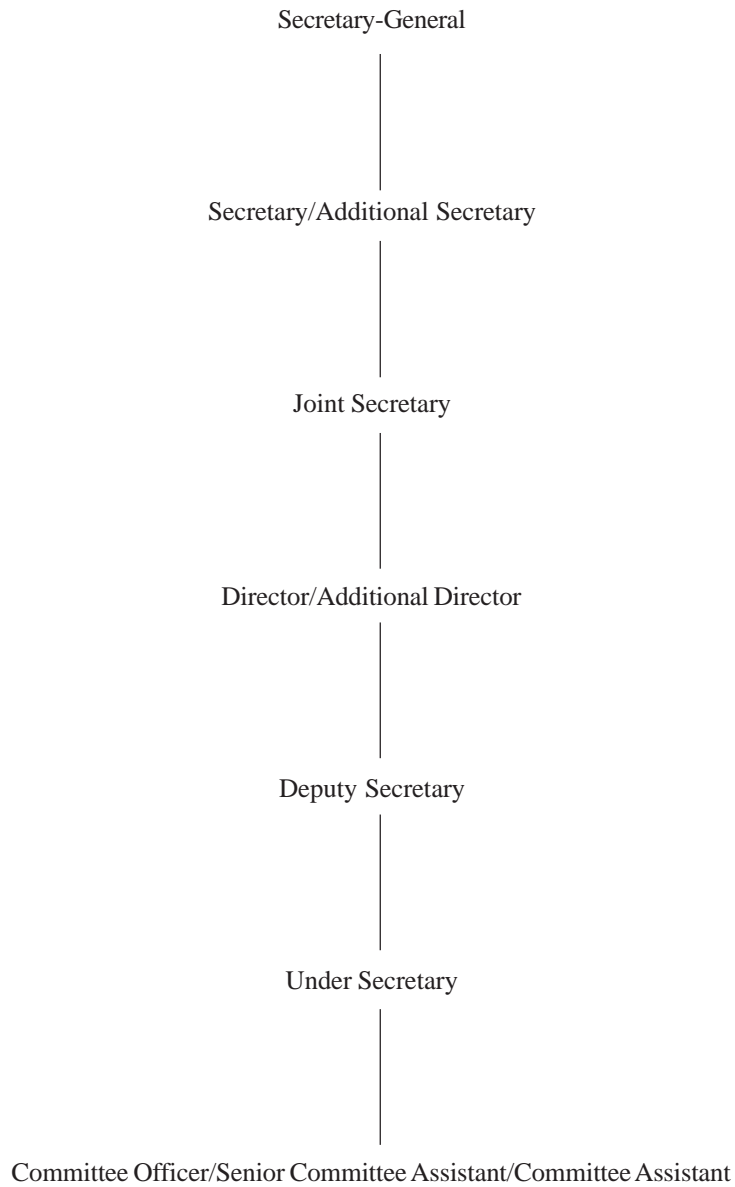 Secretary-General
Secretary/Additional Secretary
Joint Secretary
Director/Additional Director
Deputy Secretary
Under Secretary
Committee Officer/Senior Committee Assistant/Committee Assistant